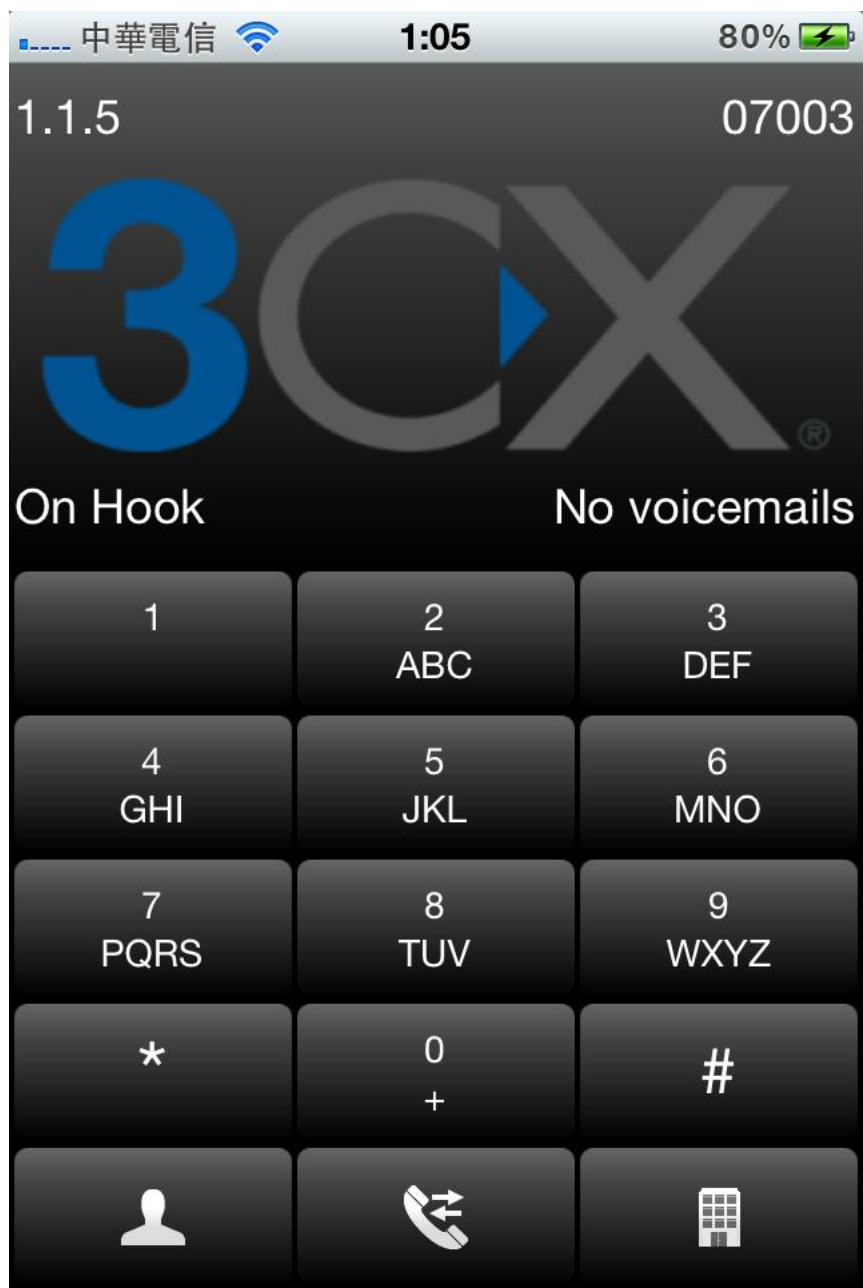 中華電信 1:05 80%
1.1.5 07003
3CX®
On Hook No voicemails
1 2 3
ABC DEF
4 5 6
GHI JKL MNO
7 8 9
PQRS TUV WXYZ
* 0 #
+